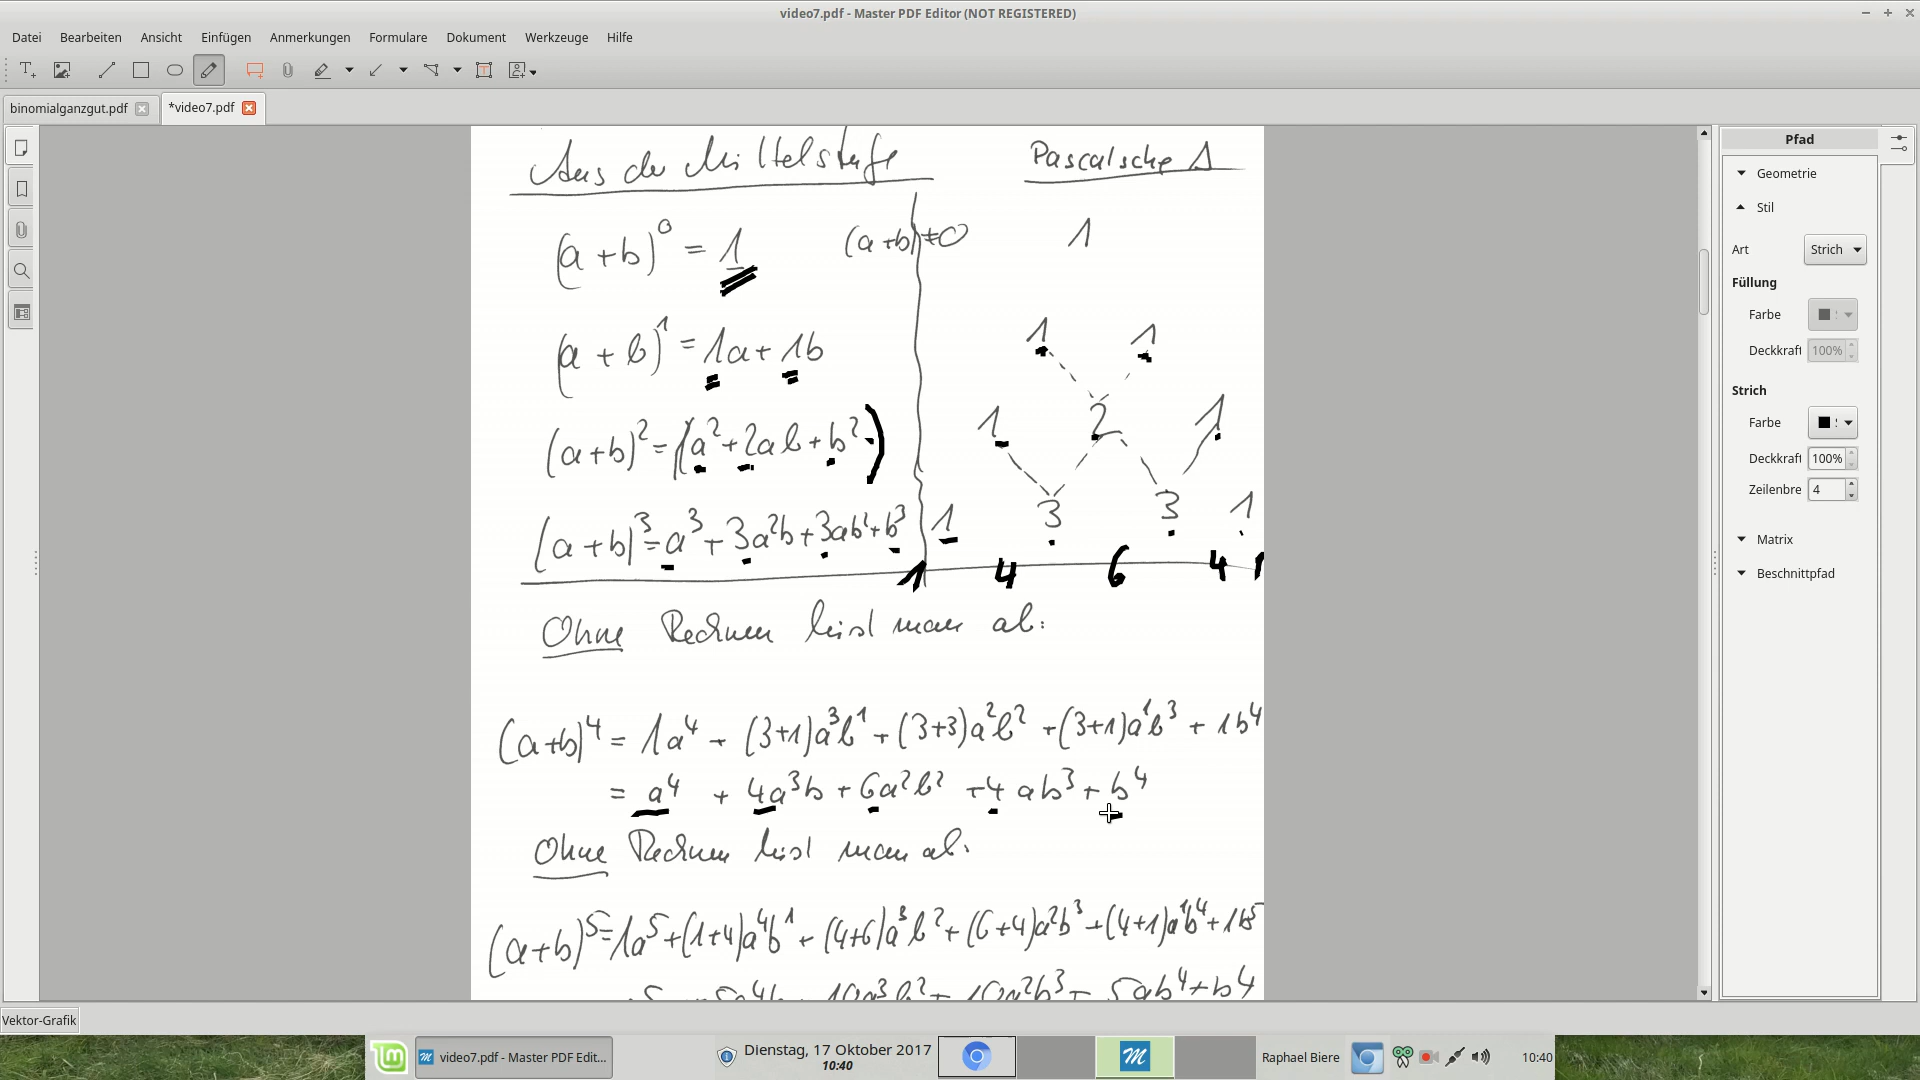 video7.pdf - Master PDF Editor (NOT REGISTERED)
Datei Bearbeiten Ansicht Einfügen Anmerkungen Formulare Dokument Werkzeuge Hilfe
binomialganzgut.pdf *video7.pdf
Aus der Mittelstufe Pascalsche Δ
(a+b)^0 = 1 (a+b)≠0 1
(a+b)^1 = 1a+1b 1 1
(a+b)^2=(a^2+2ab+b^2) 1 2 1
(a+b)^3=a^3+3a^2b+3ab^2+b^3 1 3 3 1
1 4 6 4 1
Ohne Rechnen liest man ab:
(a+b)^4 = 1a^4 + (3+1)a^3b^1+(3+3)a^2b^2+(3+1)a^1b^3+1b^4
= a^4 + 4a^3b+6a^2b^2+4ab^3+b^4
Ohne Rechnen liest man ab:
(a+b)^5=1a^5+(1+4)a^4b^1+(4+6)a^3b^2+(6+4)a^2b^3+(4+1)a^1b^4+1b^5
Pfad
Geometrie
Stil
Art Strich
Füllung
Farbe
Deckkraft 100%
Strich
Farbe
Deckkraft 100%
Zeilenbre 4
Matrix
Beschnittpfad
Vektor-Grafik
video7.pdf - Master PDF Edit... Dienstag, 17 Oktober 2017 Raphael Biere 10:40
10:40